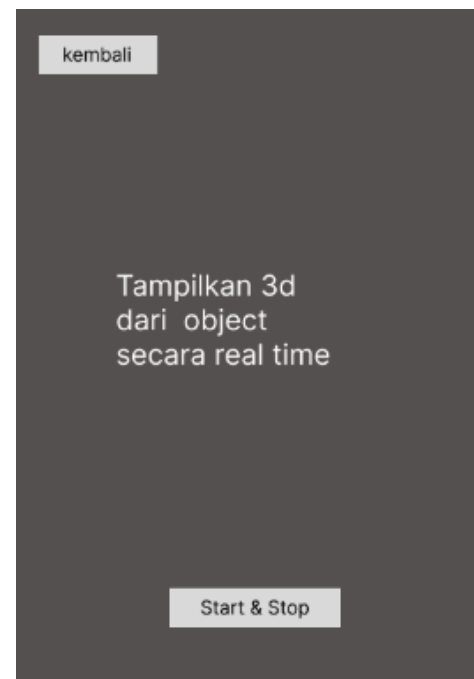 kembali
Tampilkan 3d
dari  object
secara real time
Start & Stop